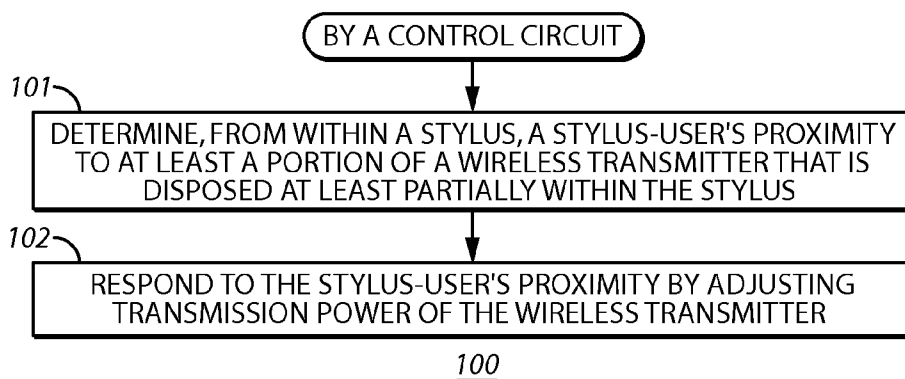 BY A CONTROL CIRCUIT
101
DETERMINE, FROM WITHIN A STYLUS, A STYLUS-USER'S PROXIMITY
TO AT LEAST A PORTION OF A WIRELESS TRANSMITTER THAT IS
DISPOSED AT LEAST PARTIALLY WITHIN THE STYLUS
102
RESPOND TO THE STYLUS-USER'S PROXIMITY BY ADJUSTING
TRANSMISSION POWER OF THE WIRELESS TRANSMITTER
100